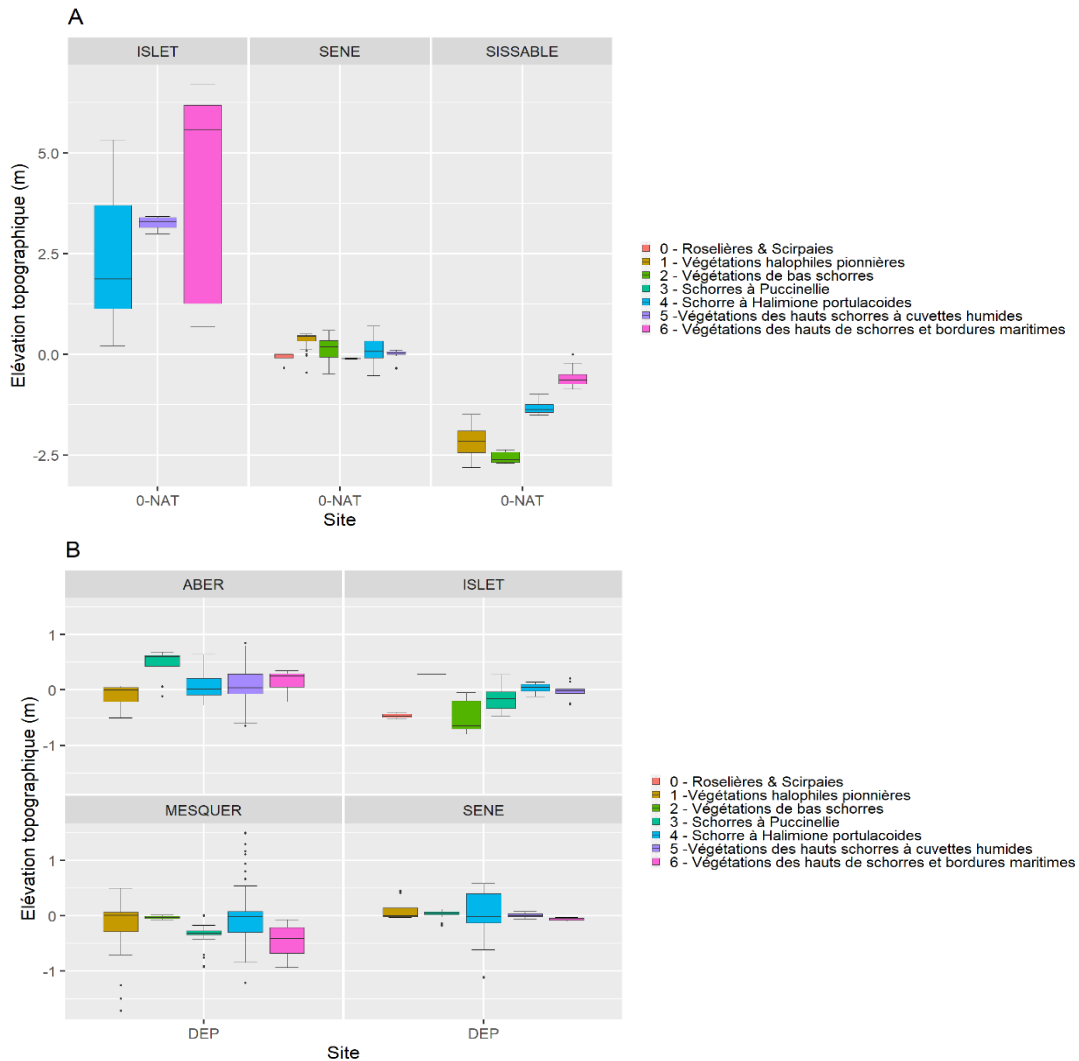 A
ISLET
SENE
SISSABLE
Elévation topographique (m)
5.0
2.5
0.0
-2.5
0-NAT
0-NAT
0-NAT
Site
0 - Roselières & Scirpaies
1 - Végétations halophiles pionnières
2 - Végétations de bas schorres
3 - Schorres à Puccinellie
4 - Schorre à Halimione portulacoides
5 -Végétations des hauts schorres à cuvettes humides
6 - Végétations des hauts de schorres et bordures maritimes
B
ABER
ISLET
Elévation topographique (m)
1
0
-1
MESQUER
SENE
1
0
-1
DEP
DEP
Site
0 - Roselières & Scirpaies
1 -Végétations halophiles pionnières
2 - Végétations de bas schorres
3 - Schorres à Puccinellie
4 - Schorre à Halimione portulacoides
5 -Végétations des hauts schorres à cuvettes humides
6 - Végétations des hauts de schorres et bordures maritimes